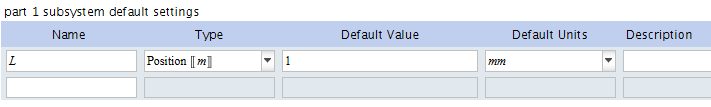 part 1 subsystem default settings
Name Type Default Value Default Units Description
L Position [[m]] 1 mm